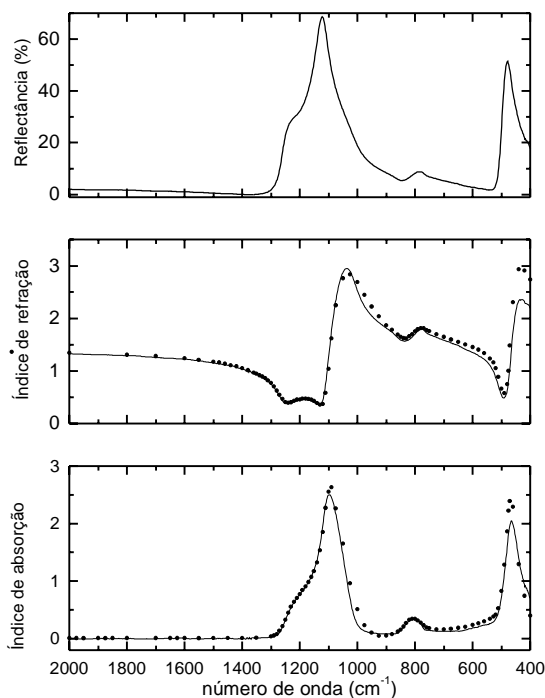 Reflectância (%)
60
40
20
0
• Índice de refração
3
2
1
0
Índice de absorção
3
2
1
0
2000 1800 1600 1400 1200 1000 800 600 400
número de onda (cm-1)